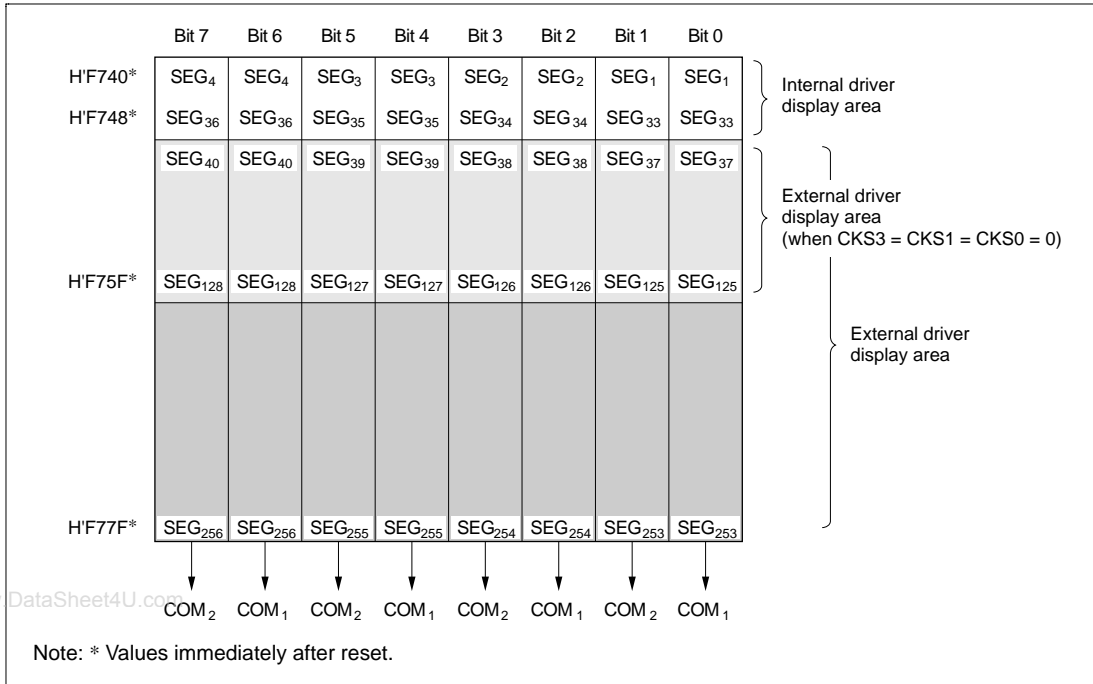 Bit 7 Bit 6 Bit 5 Bit 4 Bit 3 Bit 2 Bit 1 Bit 0
H'F740* SEG4 SEG4 SEG3 SEG3 SEG2 SEG2 SEG1 SEG1
H'F748* SEG36 SEG36 SEG35 SEG35 SEG34 SEG34 SEG33 SEG33
Internal driver
display area
SEG40 SEG40 SEG39 SEG39 SEG38 SEG38 SEG37 SEG37
External driver
display area
(when CKS3 = CKS1 = CKS0 = 0)
H'F75F* SEG128 SEG128 SEG127 SEG127 SEG126 SEG126 SEG125 SEG125
External driver
display area
H'F77F* SEG256 SEG256 SEG255 SEG255 SEG254 SEG254 SEG253 SEG253
.DataSheet4U.com
COM2 COM1 COM2 COM1 COM2 COM1 COM2 COM1
Note: * Values immediately after reset.